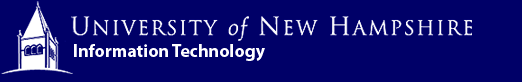 University of New Hampshire
Information Technology